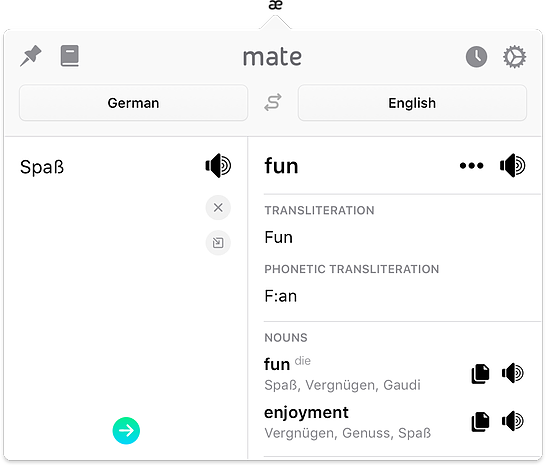 æ
mate
German
English
Spaß
fun
TRANSLITERATION
Fun
PHONETIC TRANSLITERATION
F:an
NOUNS
fun die
Spaß, Vergnügen, Gaudi
enjoyment
Vergnügen, Genuss, Spaß